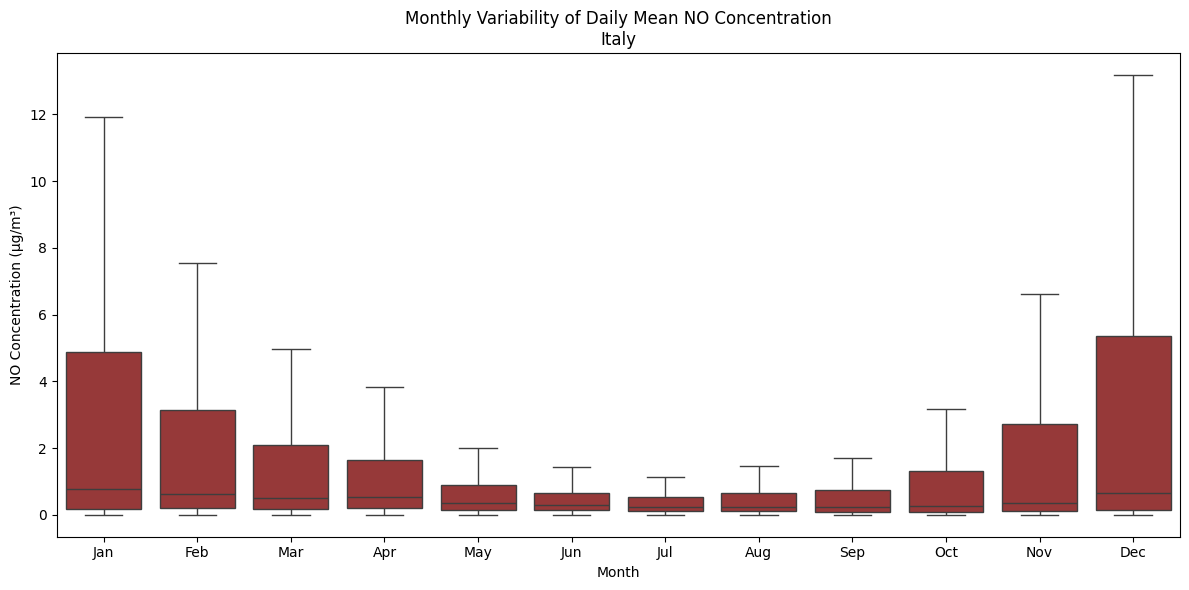 Monthly Variability of Daily Mean NO Concentration
Italy
NO Concentration (µg/m³)
12
10
8
6
4
2
0
Jan Feb Mar Apr May Jun Jul Aug Sep Oct Nov Dec
Month